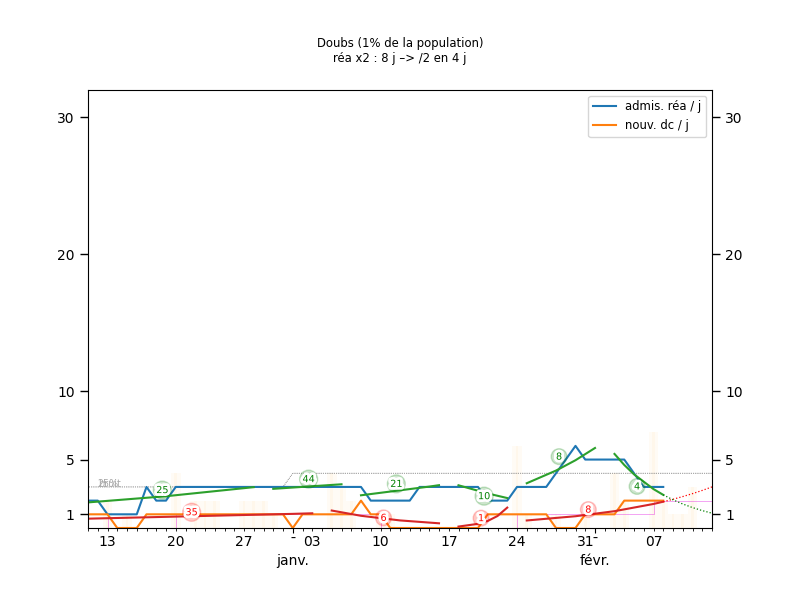 Doubs (1% de la population)
réa x2 : 8 j –> /2 en 4 j
admis. réa / j
nouv. dc / j
30 30
20 20
10 10
5 5
1 1
25 35 44 21 6 10 1 8 8 4
13 20 27 - 03 10 17 24 31- 07
janv. févr.